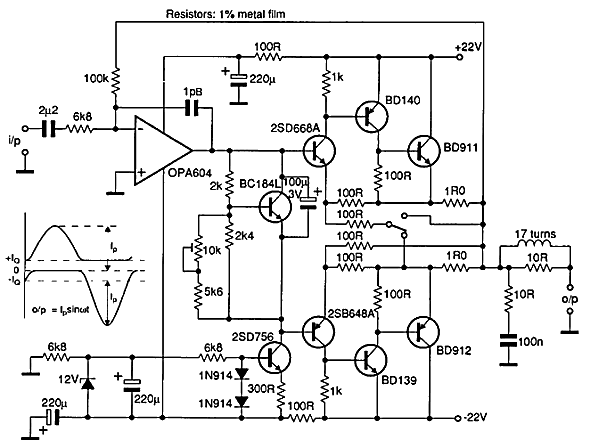 Resistors: 1% metal film
100R
+22V
100k
+
220µ
1k
1pB
BD140
2µ2
6k8
i/p
-
+
OPA604
2SD668A
BD911
2k
BC184L
100µ
+
3V
100R
100R
1R0
100R
2k4
10k
5k6
100R
100R
1R0
17 turns
10R
o/p
10R
100n
+IQ
0
-IQ
Ip
Ip
o/p = Ipsinωt
100R
2SB648A
BD912
2SD756
6k8
6k8
12V
+
220µ
1N914
1N914
300R
1k
BD139
220µ
+
100R
-22V